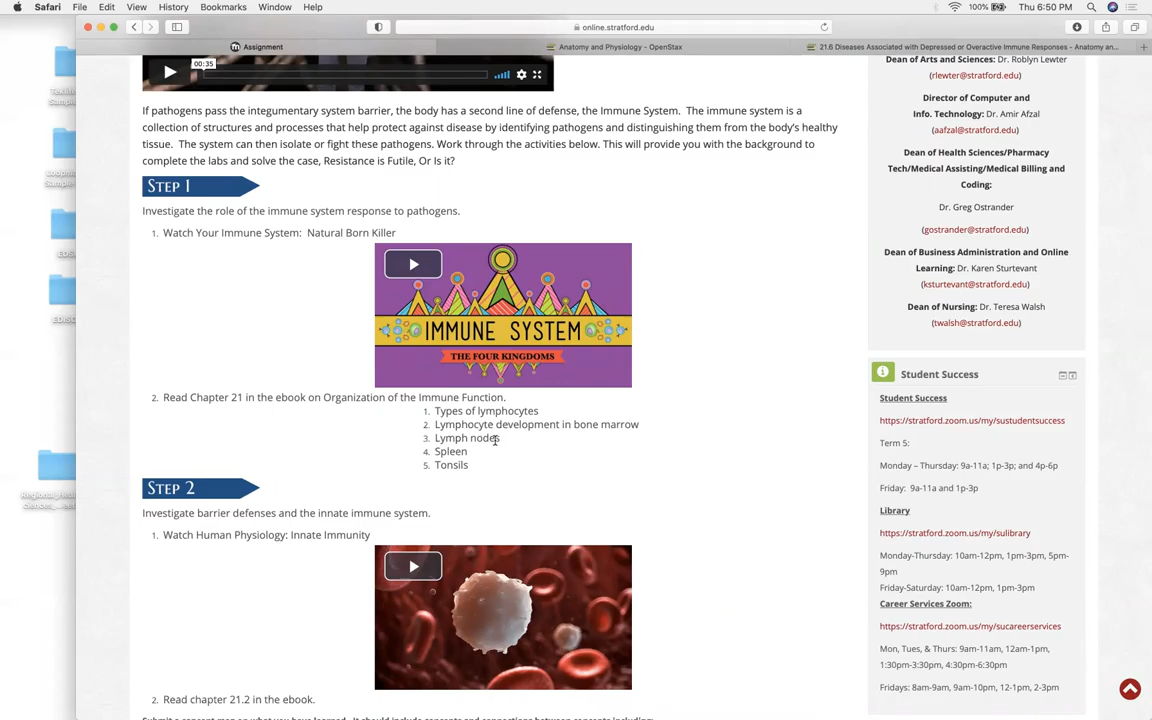 Safari File Edit View History Bookmarks Window Help
100% Thu 6:50 PM
online.stratford.edu
Assignment
Anatomy and Physiology - OpenStax
21.6 Diseases Associated with Depressed or Overactive Immune Responses - Anatomy an...
00:35
If pathogens pass the integumentary system barrier, the body has a second line of defense, the Immune System. The immune system is a
collection of structures and processes that help protect against disease by identifying pathogens and distinguishing them from the body's healthy
tissue. The system can then isolate or fight these pathogens. Work through the activities below. This will provide you with the background to
complete the labs and solve the case, Resistance is Futile, Or Is it?
STEP 1
Investigate the role of the immune system response to pathogens.
1. Watch Your Immune System: Natural Born Killer
IMMUNE SYSTEM
THE FOUR KINGDOMS
2. Read Chapter 21 in the ebook on Organization of the Immune Function.
1. Types of lymphocytes
2. Lymphocyte development in bone marrow
3. Lymph nodes
4. Spleen
5. Tonsils
STEP 2
Investigate barrier defenses and the innate immune system.
1. Watch Human Physiology: Innate Immunity
2. Read chapter 21.2 in the ebook.
Submit a concept map on what you have learned. It should include concepts and connections between concepts including:
Dean of Arts and Sciences: Dr. Roblyn Lewter
(rlewter@stratford.edu)
Director of Computer and
Info. Technology: Dr. Amir Afzal
(aafzal@stratford.edu)
Dean of Health Sciences/Pharmacy
Tech/Medical Assisting/Medical Billing and
Coding:
Dr. Greg Ostrander
(gostrander@stratford.edu)
Dean of Business Administration and Online
Learning: Dr. Karen Sturtevant
(ksturtevant@stratford.edu)
Dean of Nursing: Dr. Teresa Walsh
(twalsh@stratford.edu)
Student Success
Student Success
https://stratford.zoom.us/my/sustudentsuccess
Term 5:
Monday – Thursday: 9a-11a; 1p-3p; and 4p-6p
Friday: 9a-11a and 1p-3p
Library
https://stratford.zoom.us/my/sulibrary
Monday-Thursday: 10am-12pm, 1pm-3pm, 5pm-
9pm
Friday-Saturday: 10am-12pm, 1pm-3pm
Career Services Zoom:
https://stratford.zoom.us/my/sucareerservices
Mon, Tues, & Thurs: 9am-11am, 12am-1pm,
1:30pm-3:30pm, 4:30pm-6:30pm
Fridays: 8am-9am, 9am-10pm, 12-1pm, 2-3pm